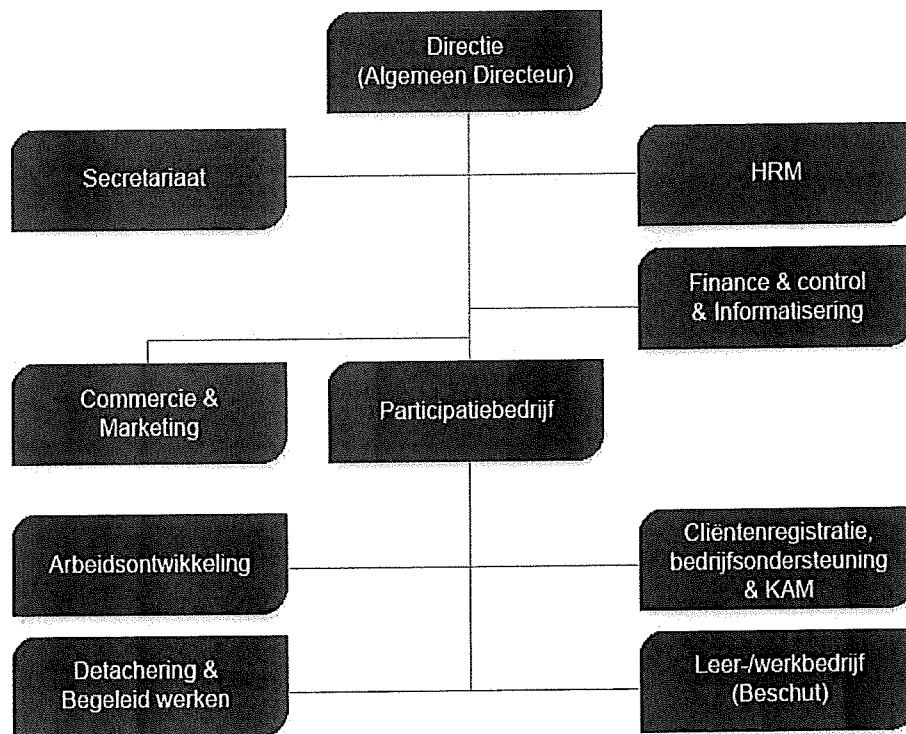 Directie
(Algemeen Directeur)
Secretariaat
HRM
Finance & control
& Informatisering
Commercie &
Marketing
Participatiebedrijf
Arbeidsontwikkeling
Cliëntenregistratie,
bedrijfsondersteuning
& KAM
Detachering &
Begeleid werken
Leer-/werkbedrijf
(Beschut)